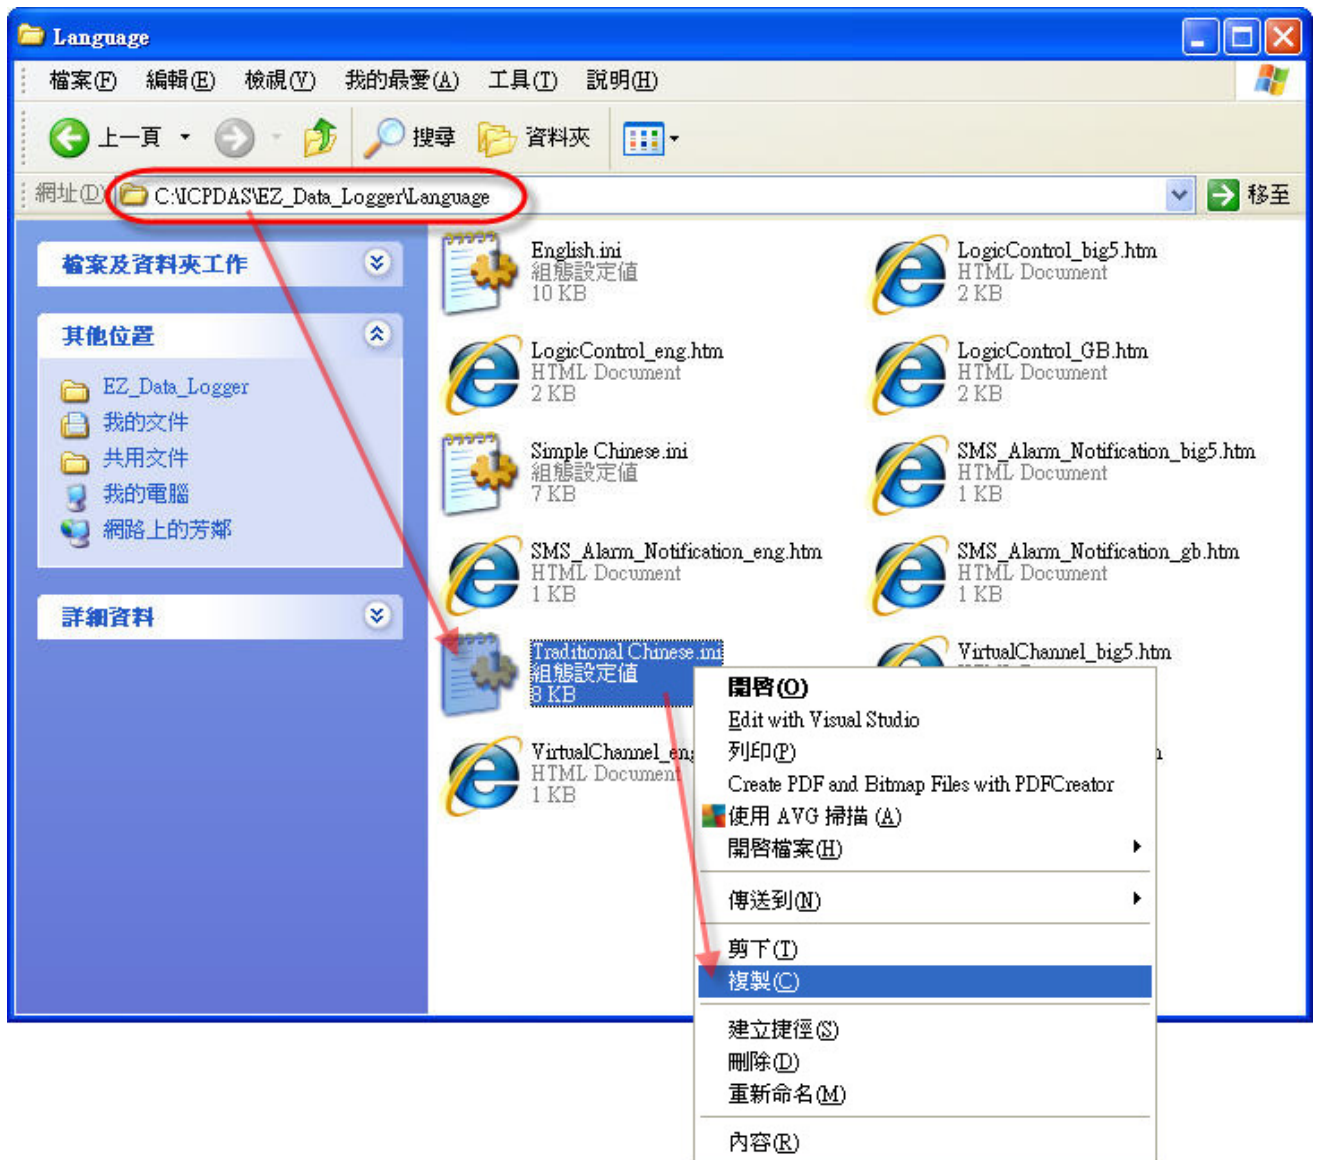 Language
檔案(F) 編輯(E) 檢視(V) 我的最愛(A) 工具(T) 說明(H)
上一頁 搜尋 資料夾
網址(D) C:\ICPDAS\EZ_Data_Logger\Language 移至
檔案及資料夾工作
其他位置
EZ_Data_Logger
我的文件
共用文件
我的電腦
網路上的芳鄰
詳細資料
English.ini
組態設定值
10 KB
LogicControl_big5.htm
HTML Document
2 KB
LogicControl_eng.htm
HTML Document
2 KB
LogicControl_GB.htm
HTML Document
2 KB
Simple Chinese.ini
組態設定值
7 KB
SMS_Alarm_Notification_big5.htm
HTML Document
1 KB
SMS_Alarm_Notification_eng.htm
HTML Document
1 KB
SMS_Alarm_Notification_gb.htm
HTML Document
1 KB
Traditional Chinese.ini
組態設定值
8 KB
VirtualChannel_big5.htm
VirtualChannel_eng
HTML Document
1 KB
開啓(O)
Edit with Visual Studio
列印(P)
Create PDF and Bitmap Files with PDFCreator
使用 AVG 掃描 (A)
開啓檔案(H)
傳送到(N)
剪下(T)
複製(C)
建立捷徑(S)
刪除(D)
重新命名(M)
內容(R)